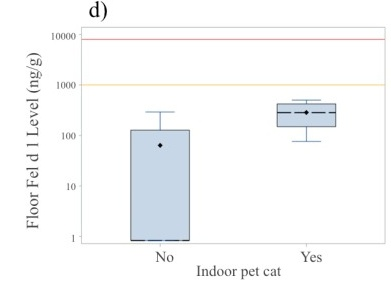 d)
Floor Fel d 1 Level (ng/g)
10000
1000
100
10
1
No
Yes
Indoor pet cat